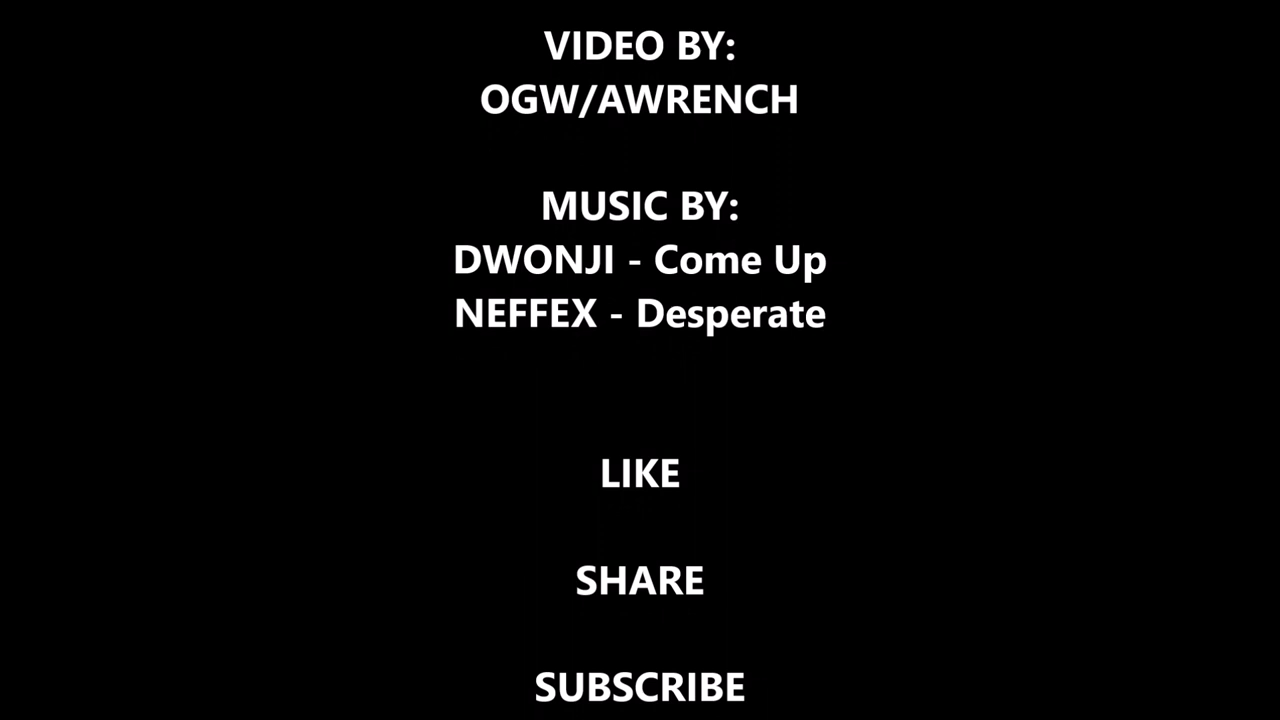 VIDEO BY:
OGW/AWRENCH
MUSIC BY:
DWONJI - Come Up
NEFFEX - Desperate
LIKE
SHARE
SUBSCRIBE